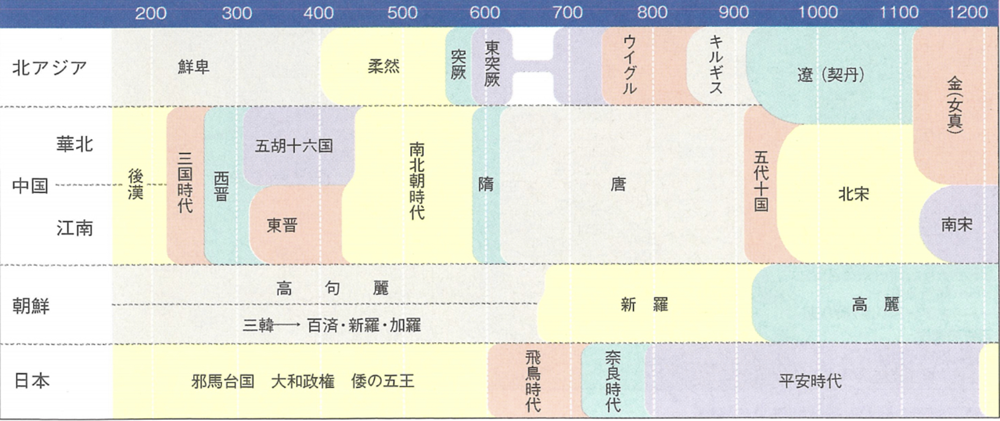 200 300 400 500 600 700 800 900 1000 1100 1200
北アジア
鮮卑
柔然
突厥
東突厥
ウイグル
キルギス
遼（契丹）
金（女真）
中国
華北
江南
後漢
三国時代
西晋
五胡十六国
東晋
南北朝時代
隋
唐
五代十国
北宋
南宋
朝鮮
高句麗
三韓→百済・新羅・加羅
新羅
高麗
日本
邪馬台国 大和政権 倭の五王
飛鳥時代
奈良時代
平安時代